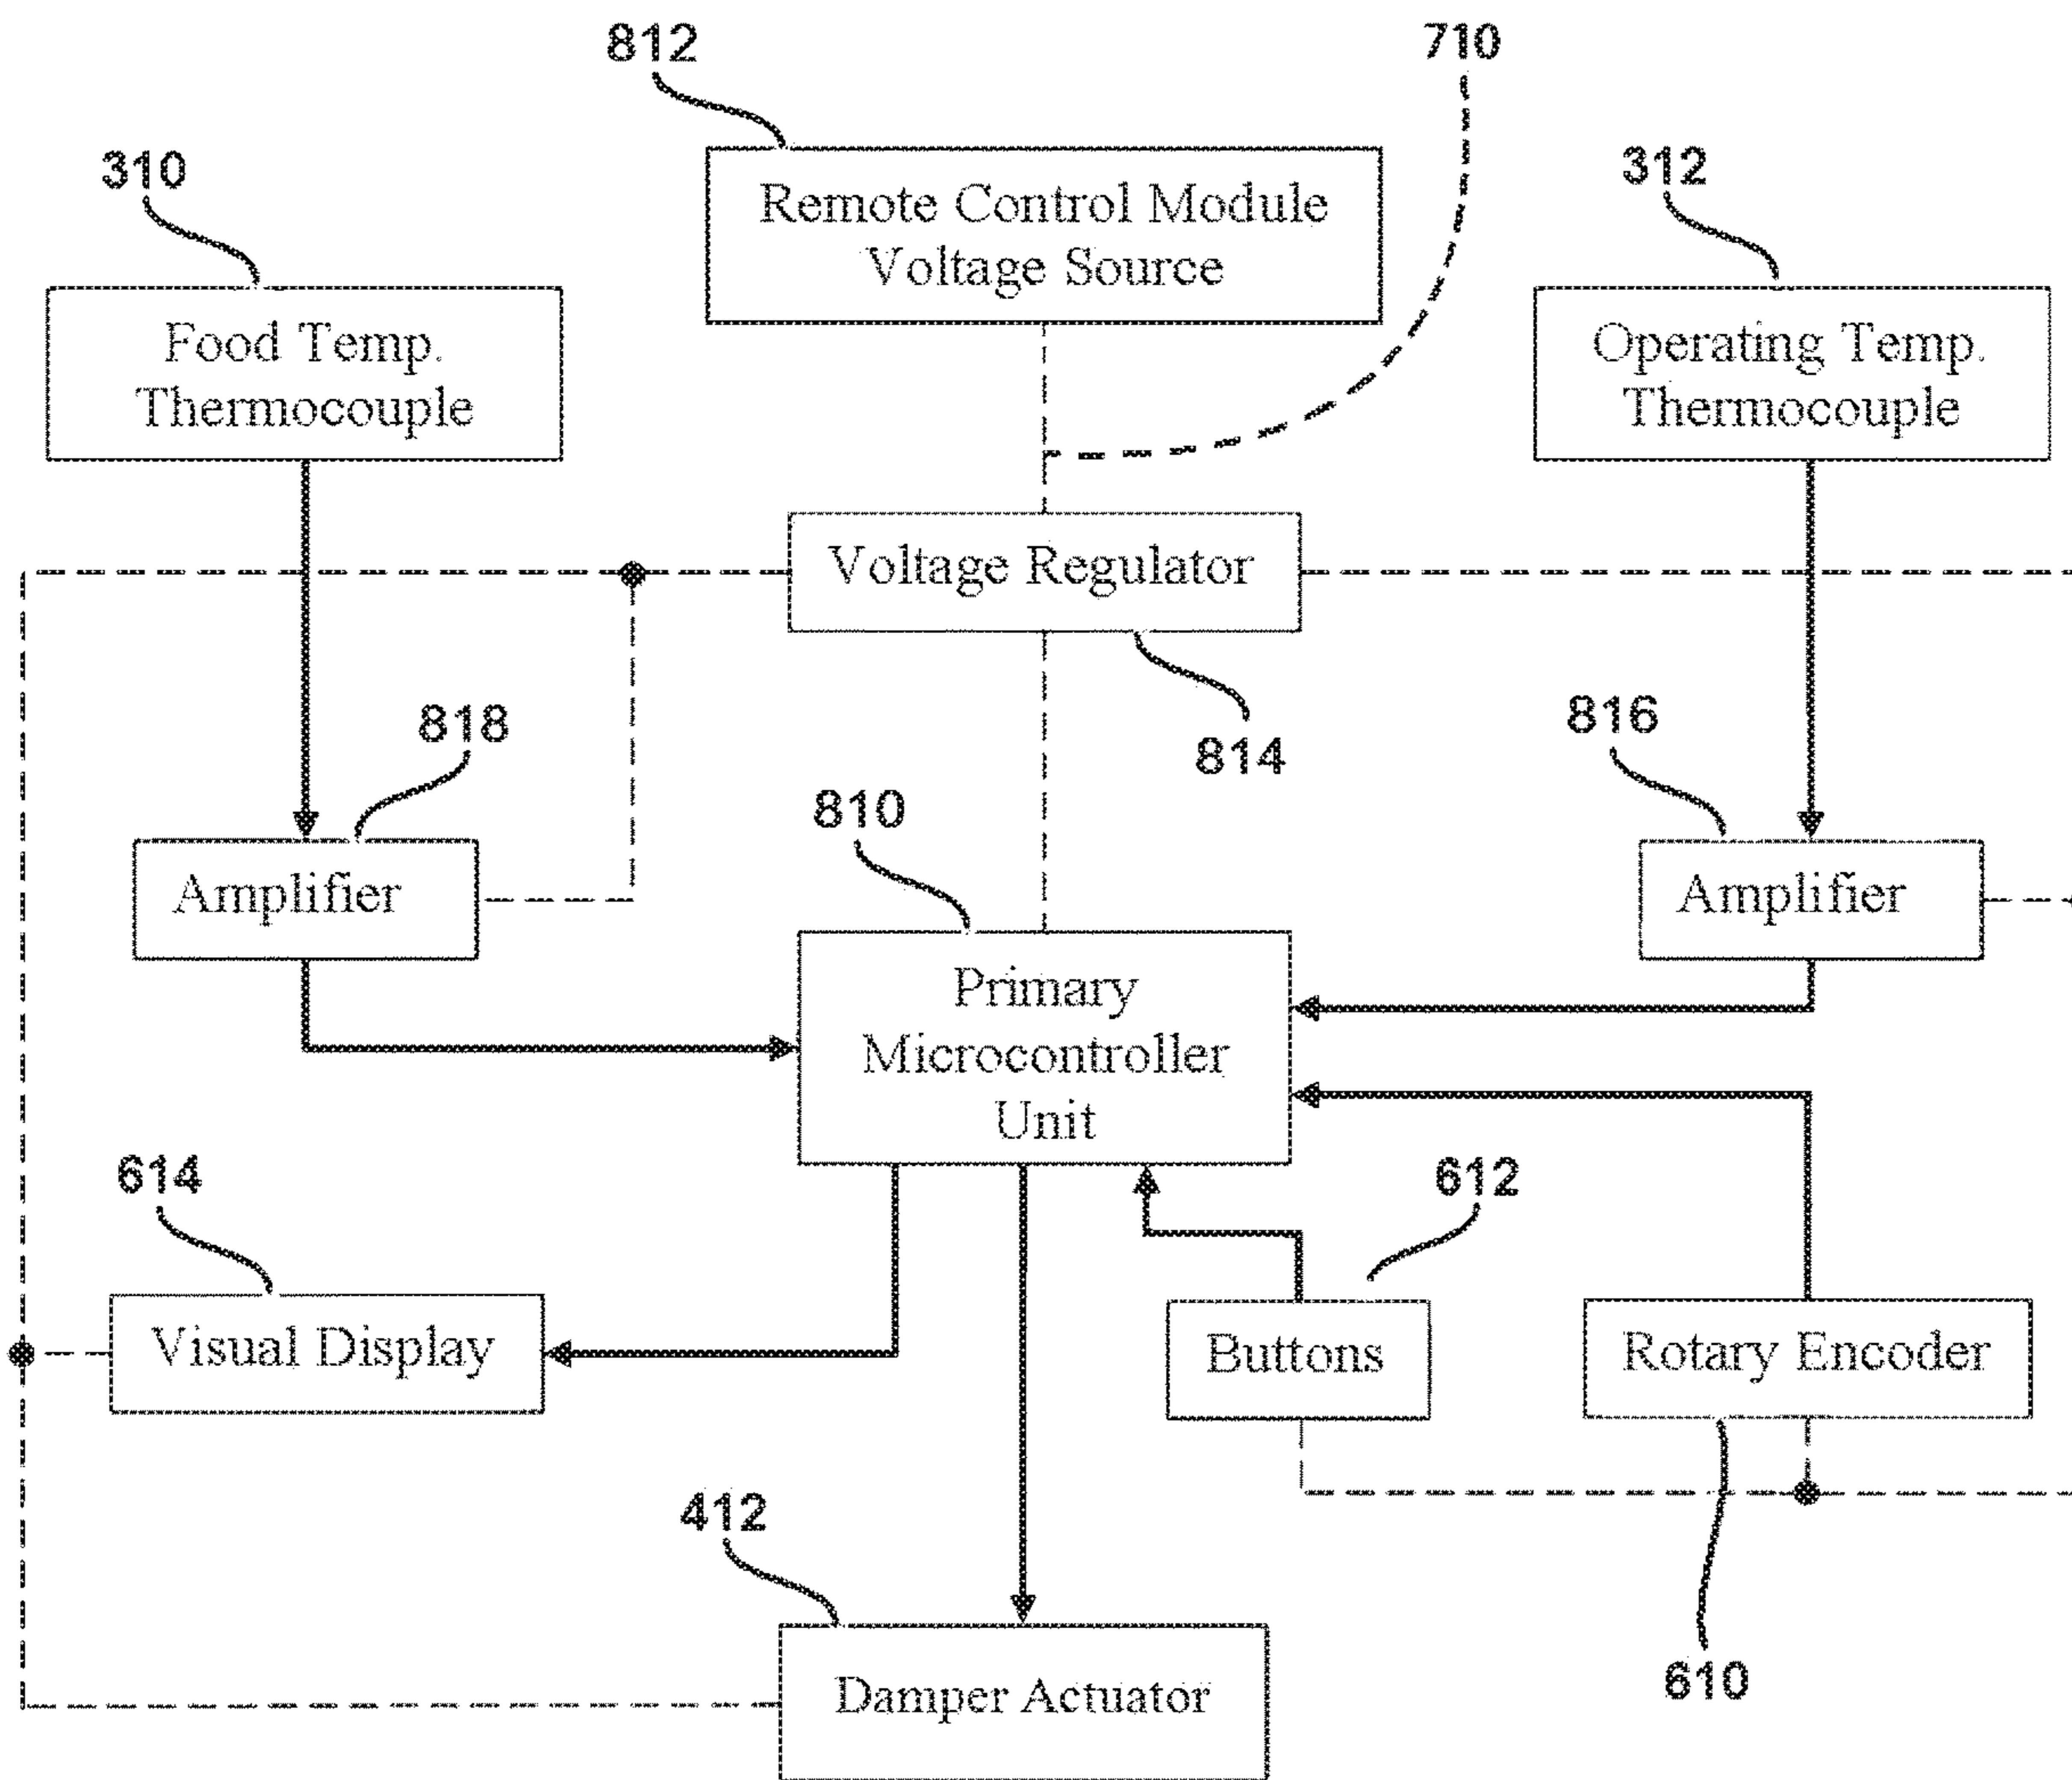 812
710
310
Remote Control Module
Voltage Source
312
Food Temp.
Thermocouple
Operating Temp.
Thermocouple
Voltage Regulator
818
814
816
810
Amplifier
Amplifier
Primary
Microcontroller
Unit
614
612
Visual Display
Buttons
Rotary Encoder
412
610
Damper Actuator